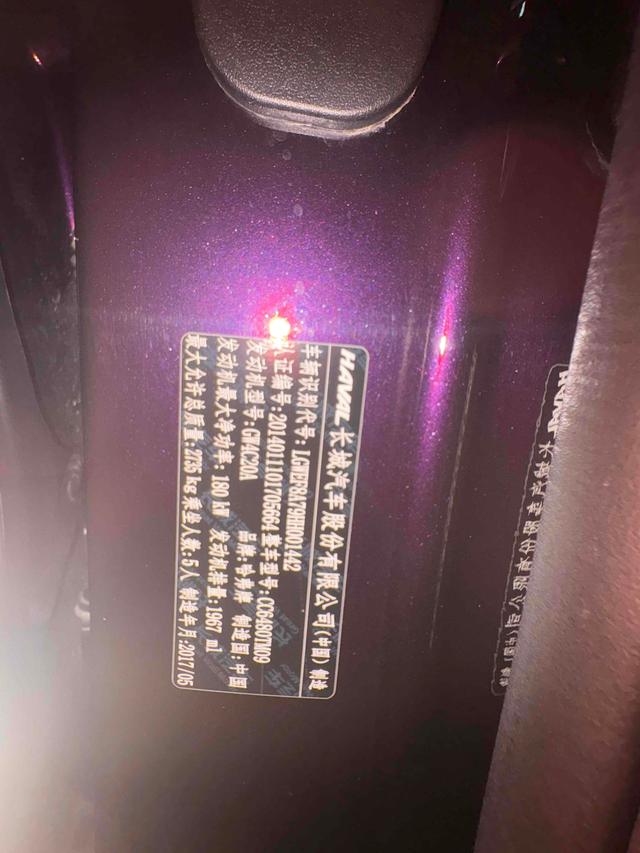 HAVAL 长城汽车股份有限公司(中国) 制造
车辆识别代号: LGWEF8A79HH001442
认证编号: 2014011101705664 整车型号:
发动机型号: GW4C20A 品牌: 哈弗牌 制造国: 中国
发动机最大净功率: 180 kW 发动机排量: 1967 ml
最大允许总质量: kg 乘坐人数: 5人 制造年月: 2017/05